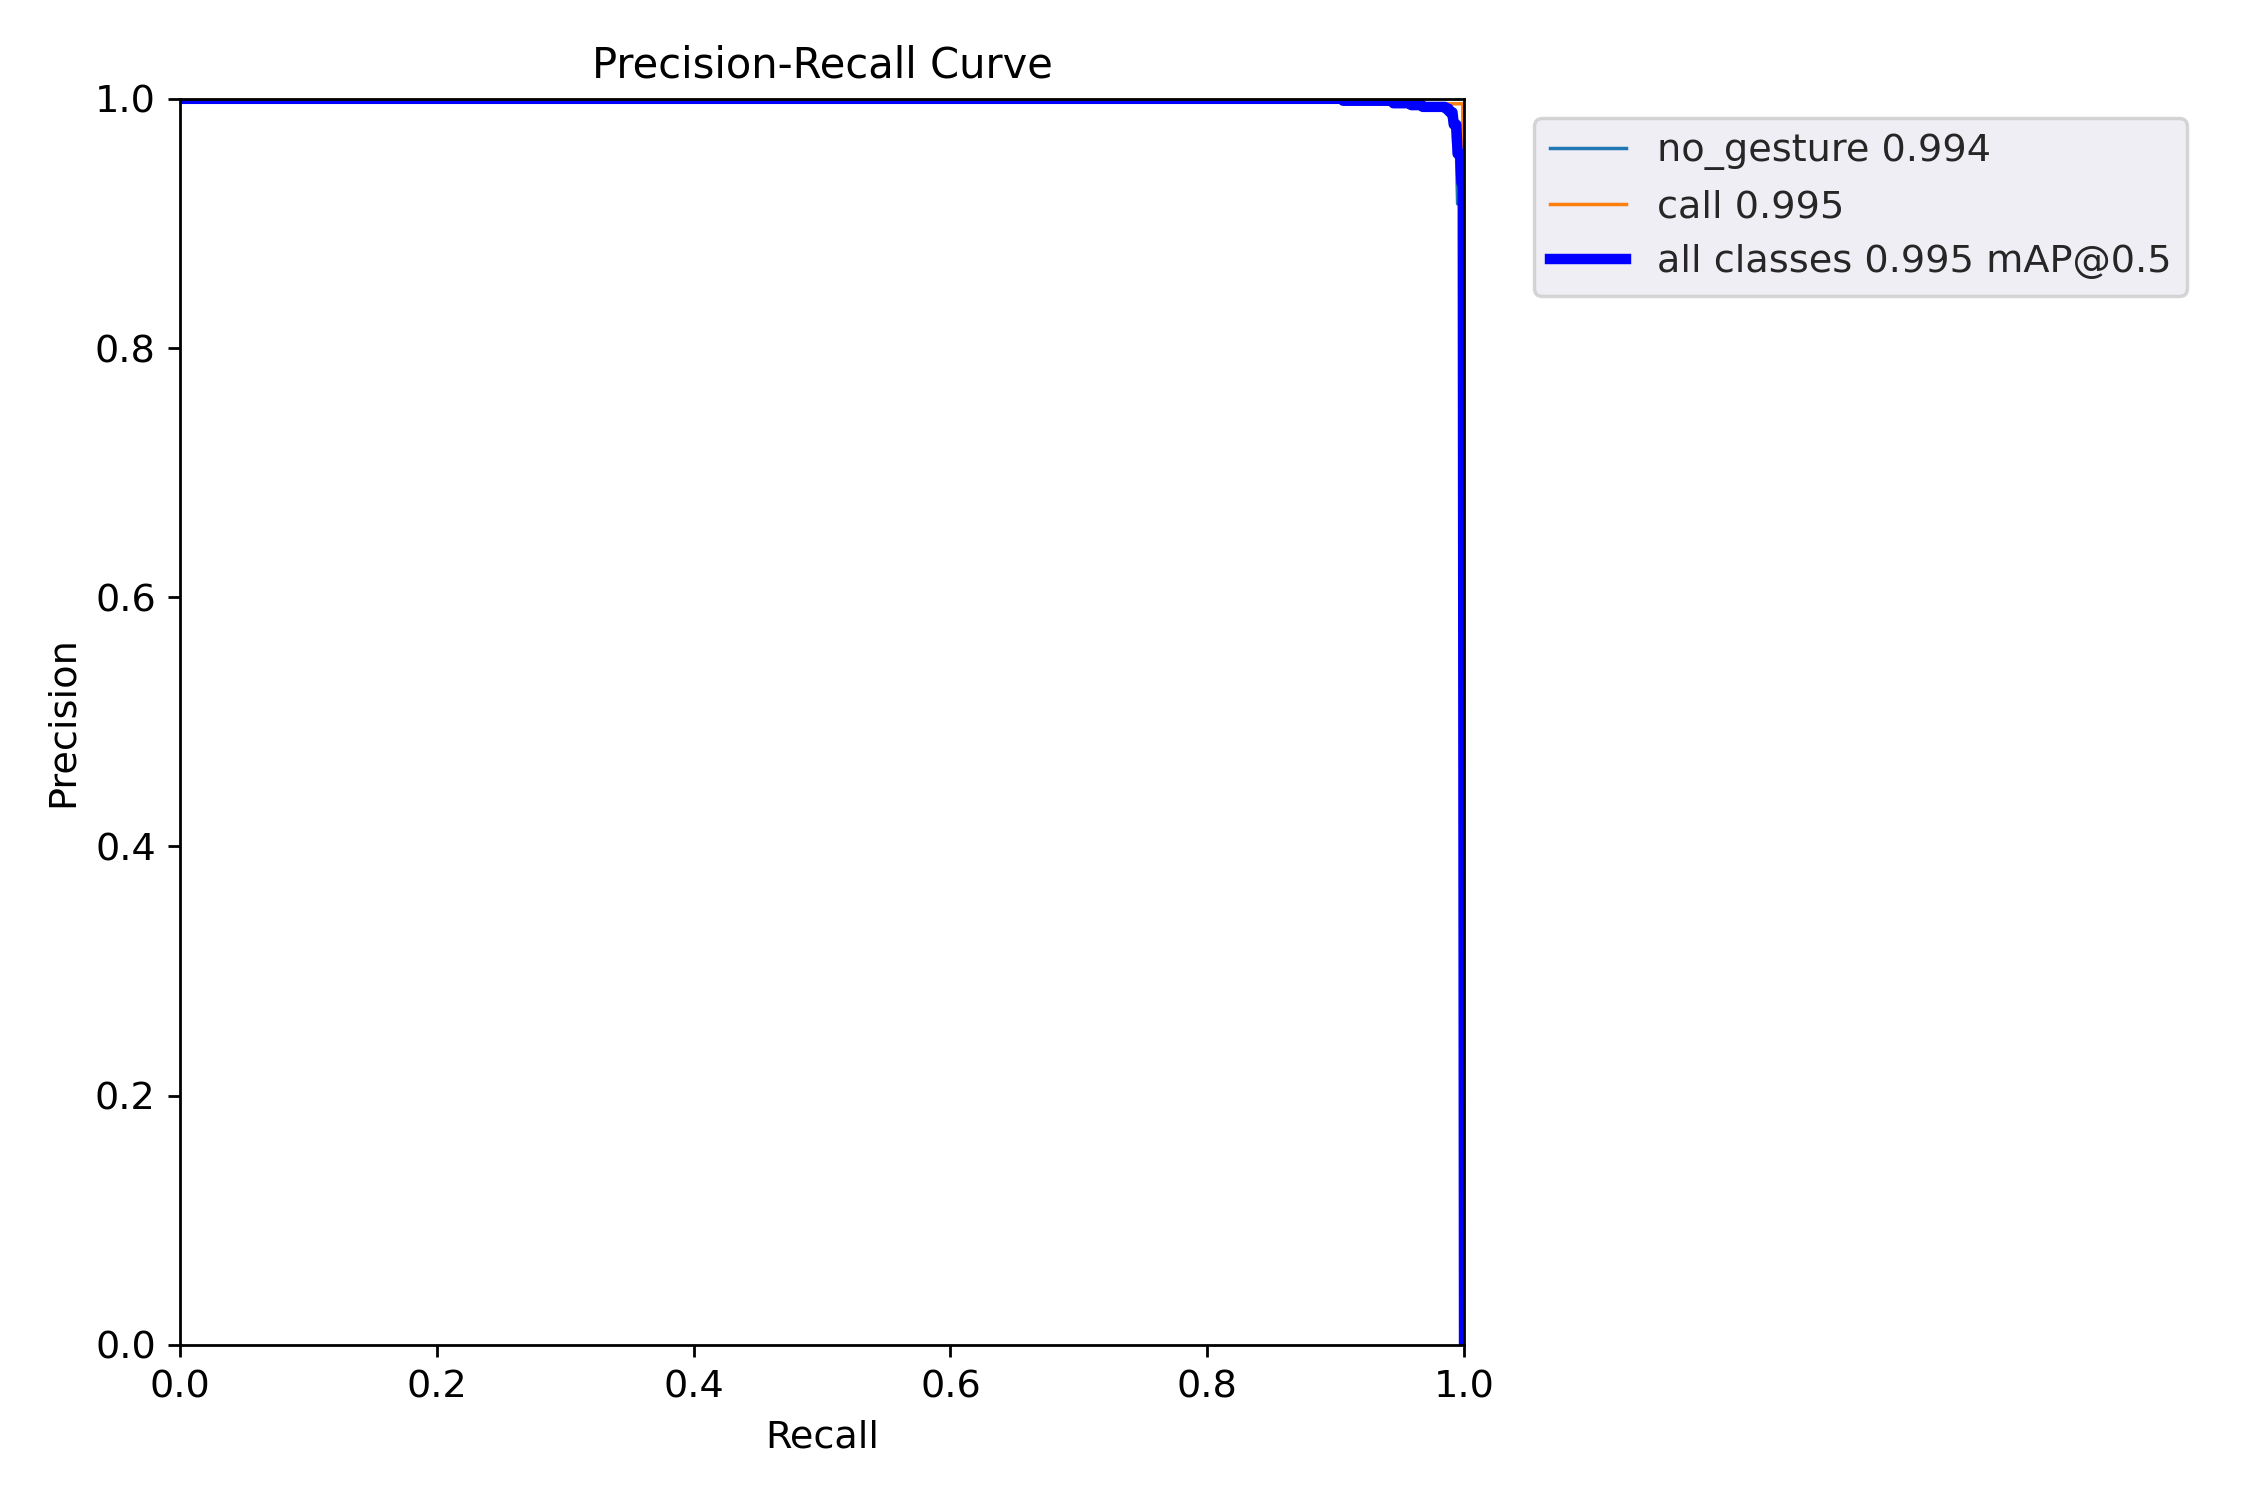 Precision-Recall Curve
1.0
0.8
0.6
0.4
0.2
0.0
Precision
0.0 0.2 0.4 0.6 0.8 1.0
Recall
no_gesture 0.994
call 0.995
all classes 0.995 mAP@0.5